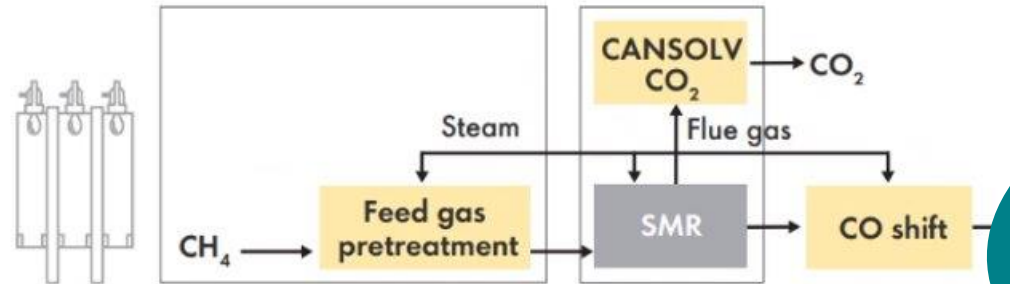 CANSOLV
CO₂
CO₂
Steam
Flue gas
CH₄
Feed gas
pretreatment
SMR
CO shift